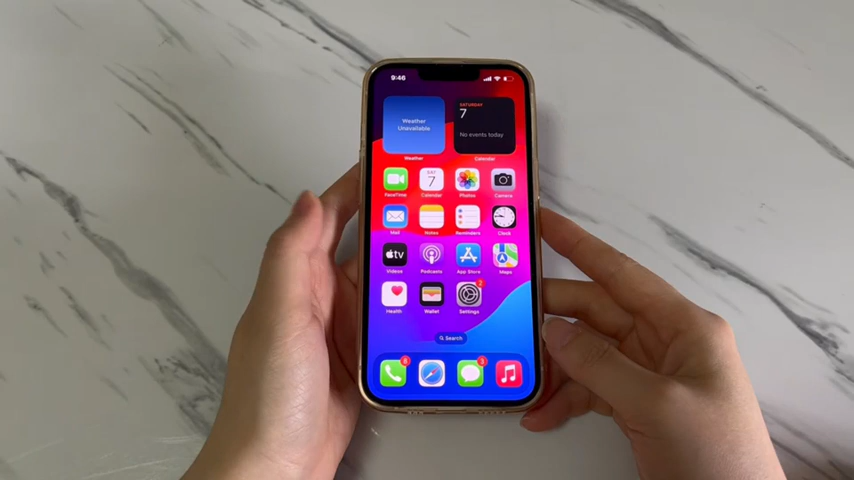 9:46
Weather
Unavailable
Weather
SATURDAY
7
No events today
Calendar
FaceTime
SAT
7
Calendar
Photos
Camera
Mail
Notes
Reminders
Clock
tv
Videos
Podcasts
App Store
Maps
Health
Wallet
2
Settings
Search
8
3